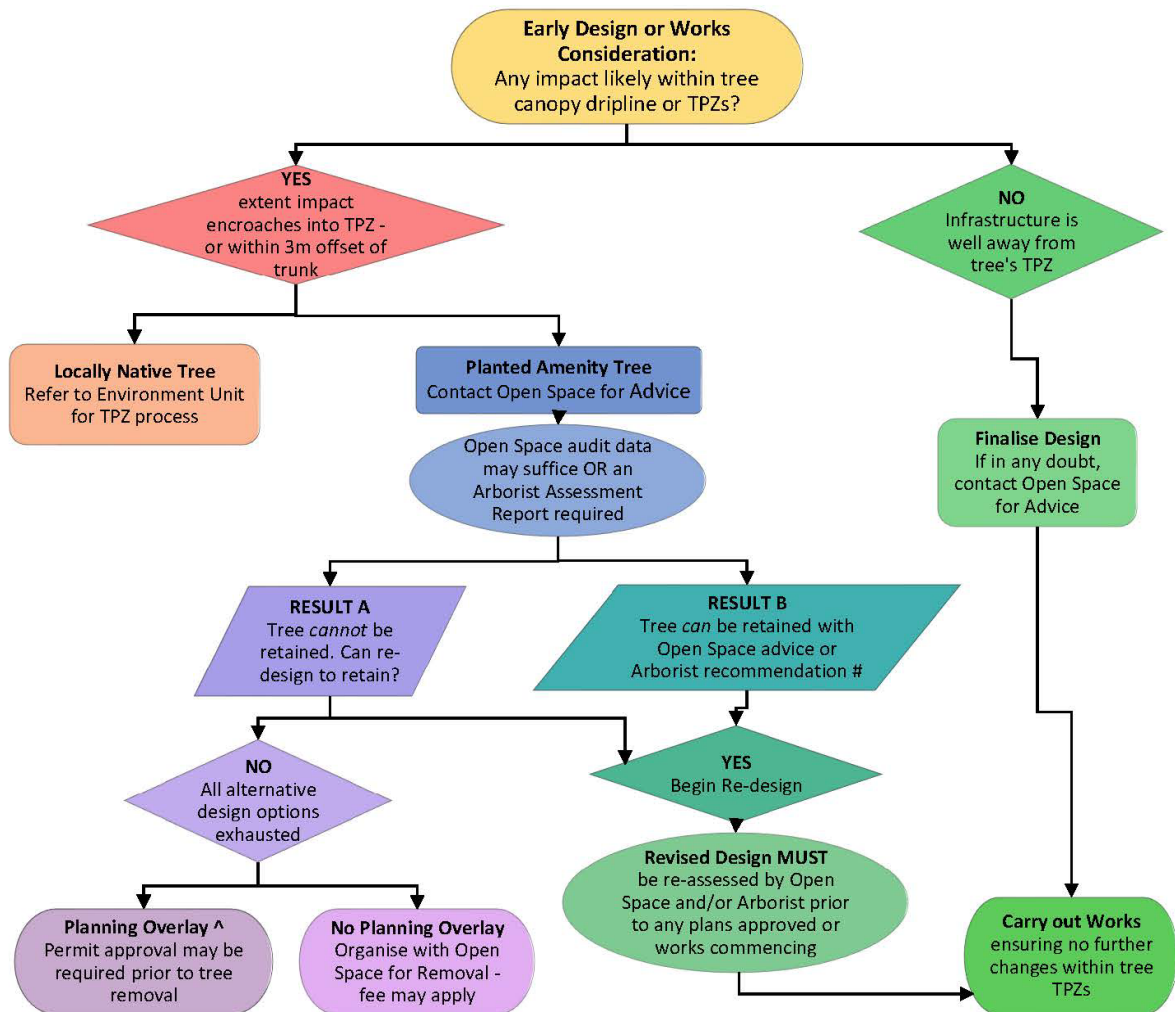 Early Design or Works
Consideration:
Any impact likely within tree
canopy dripline or TPZs?
YES
extent impact
encroaches into TPZ -
or within 3m offset of
trunk
NO
Infrastructure is
well away from
tree's TPZ
Locally Native Tree
Refer to Environment Unit
for TPZ process
Planted Amenity Tree
Contact Open Space for Advice
Open Space audit data
may suffice OR an
Arborist Assessment
Report required
Finalise Design
If in any doubt,
contact Open Space
for Advice
RESULT A
Tree cannot be
retained. Can re-
design to retain?
RESULT B
Tree can be retained with
Open Space advice or
Arborist recommendation #
NO
All alternative
design options
exhausted
YES
Begin Re-design
Revised Design MUST
be re-assessed by Open
Space and/or Arborist prior
to any plans approved or
works commencing
Planning Overlay ^
Permit approval may be
required prior to tree
removal
No Planning Overlay
Organise with Open
Space for Removal -
fee may apply
Carry out Works
ensuring no further
changes within tree
TPZs